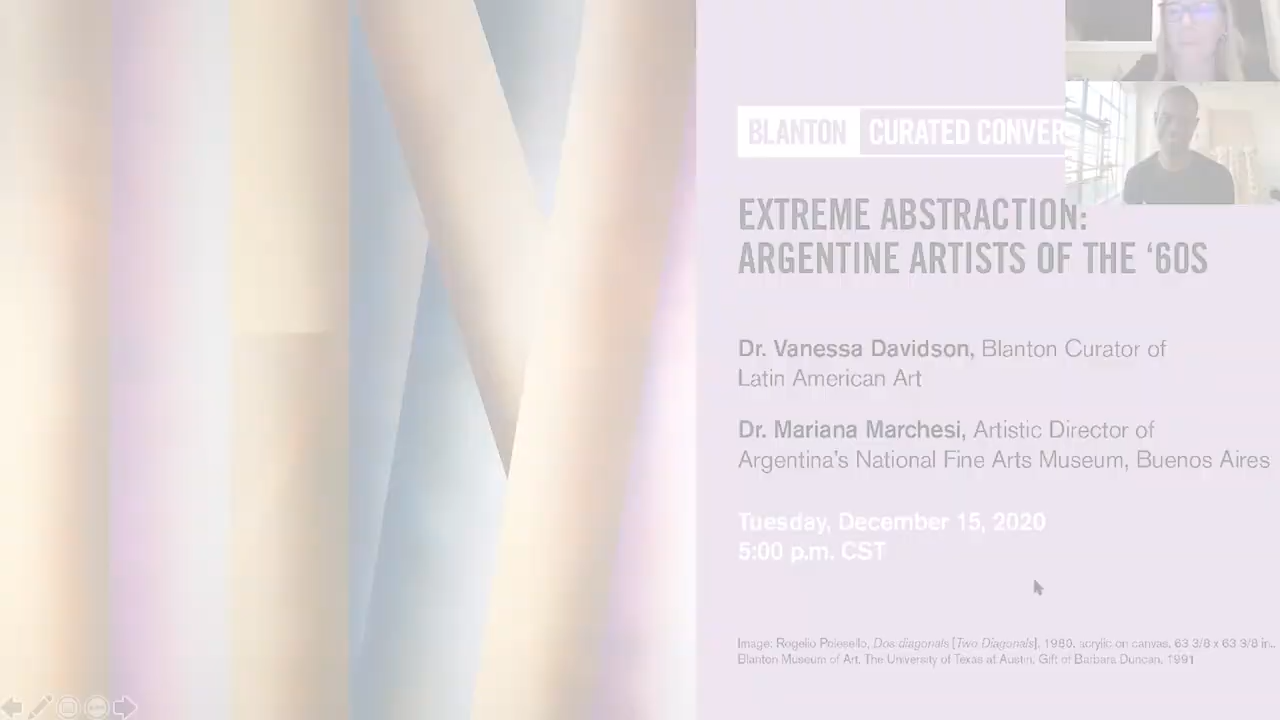 BLANTON CURATED CONVER
EXTREME ABSTRACTION:
ARGENTINE ARTISTS OF THE ‘60S
Dr. Vanessa Davidson, Blanton Curator of
Latin American Art
Dr. Mariana Marchesi, Artistic Director of
Argentina’s National Fine Arts Museum, Buenos Aires
Tuesday, December 15, 2020
5:00 p.m. CST
Image: Rogelio Polesello, Dos diagonals [Two Diagonals], 1980, acrylic on canvas, 63 3/8 x 63 3/8 in.,
Blanton Museum of Art, The University of Texas at Austin, Gift of Barbara Duncan, 1991